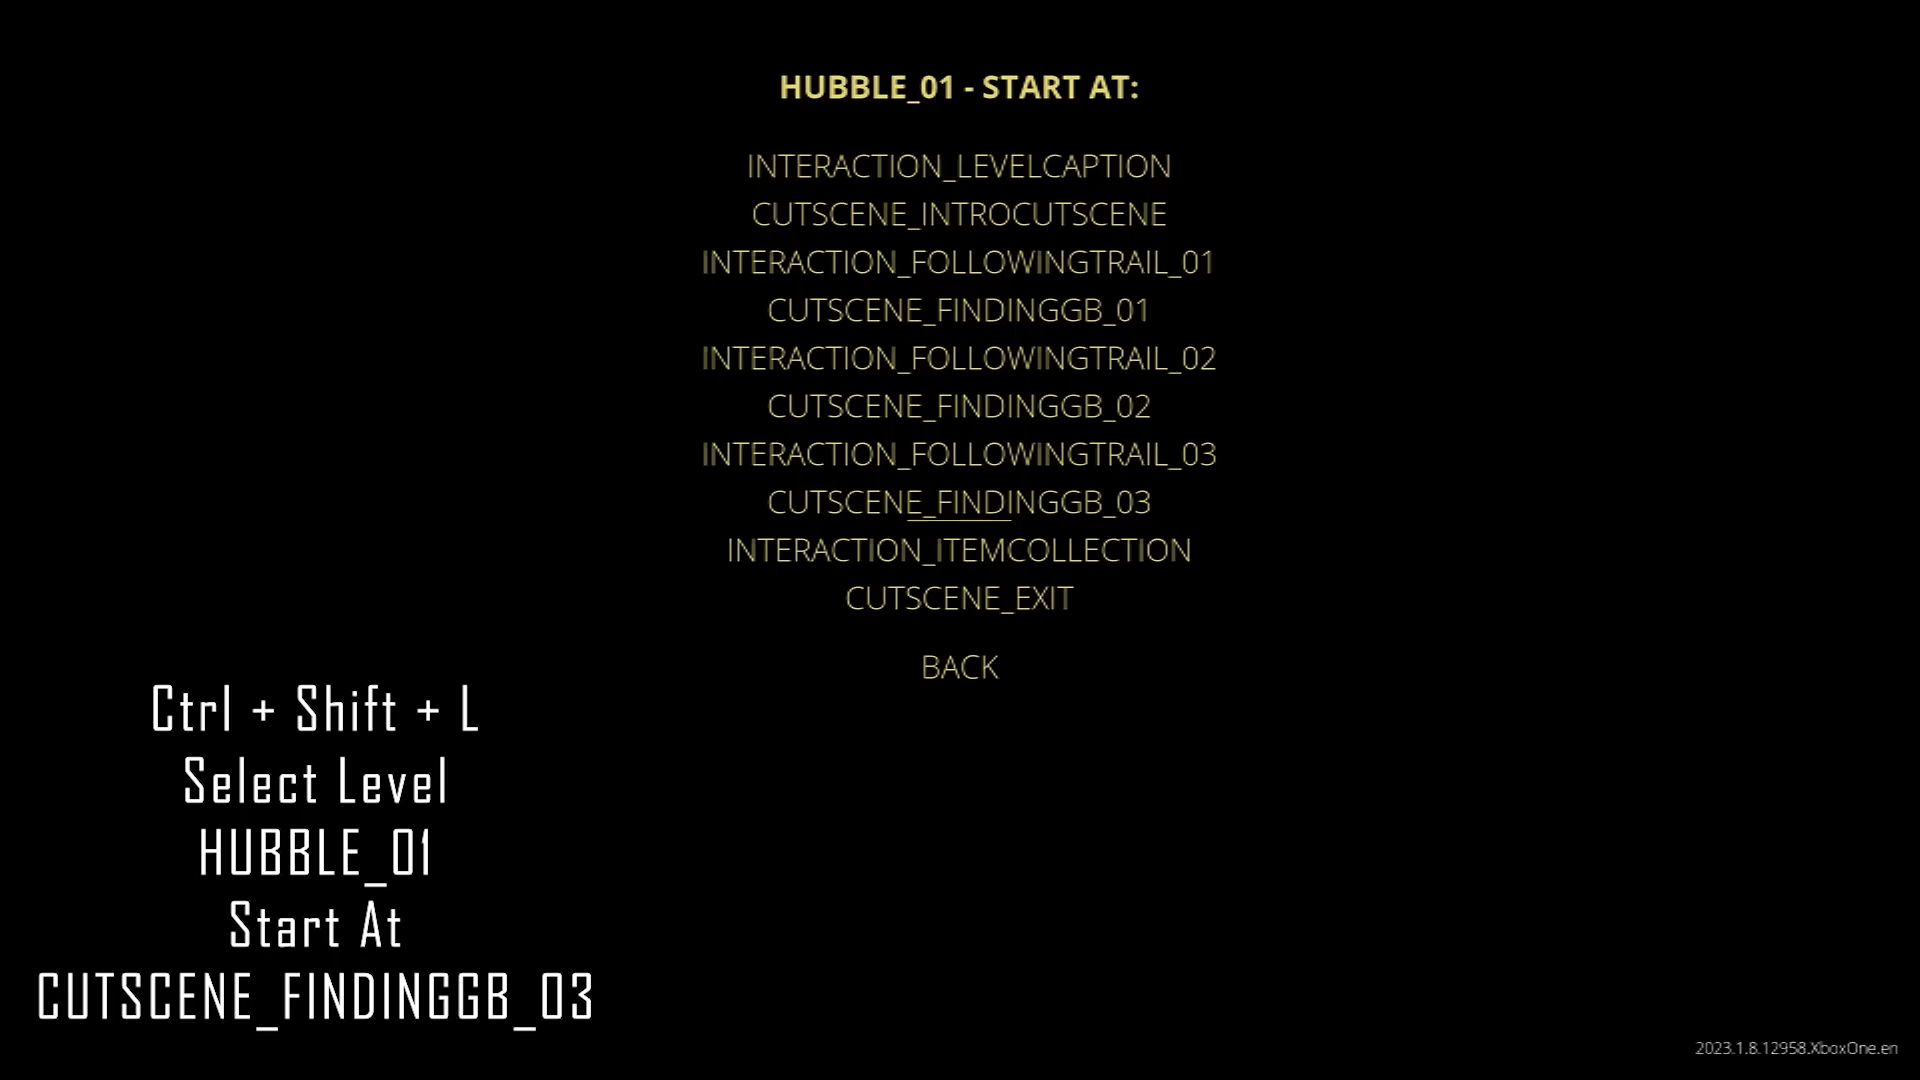 HUBBLE_01 - START AT:
INTERACTION_LEVELCAPTION
CUTSCENE_INTROCUTSCENE
INTERACTION_FOLLOWINGTRAIL_01
CUTSCENE_FINDINGGB_01
INTERACTION_FOLLOWINGTRAIL_02
CUTSCENE_FINDINGGB_02
INTERACTION_FOLLOWINGTRAIL_03
CUTSCENE_FINDINGGB_03
INTERACTION_ITEMCOLLECTION
CUTSCENE_EXIT
BACK
Ctrl + Shift + L
Select Level
HUBBLE_01
Start At
CUTSCENE_FINDINGGB_03
2023.1.8.12958.XboxOne.en